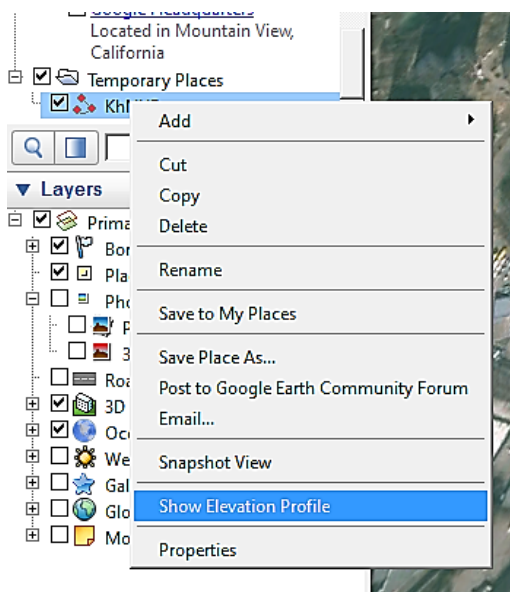 Google Headquarters
Located in Mountain View,
California
Temporary Places
Add
Cut
Copy
Delete
Rename
Save to My Places
Save Place As...
Post to Google Earth Community Forum
Email...
Snapshot View
Show Elevation Profile
Properties
Layers
3D